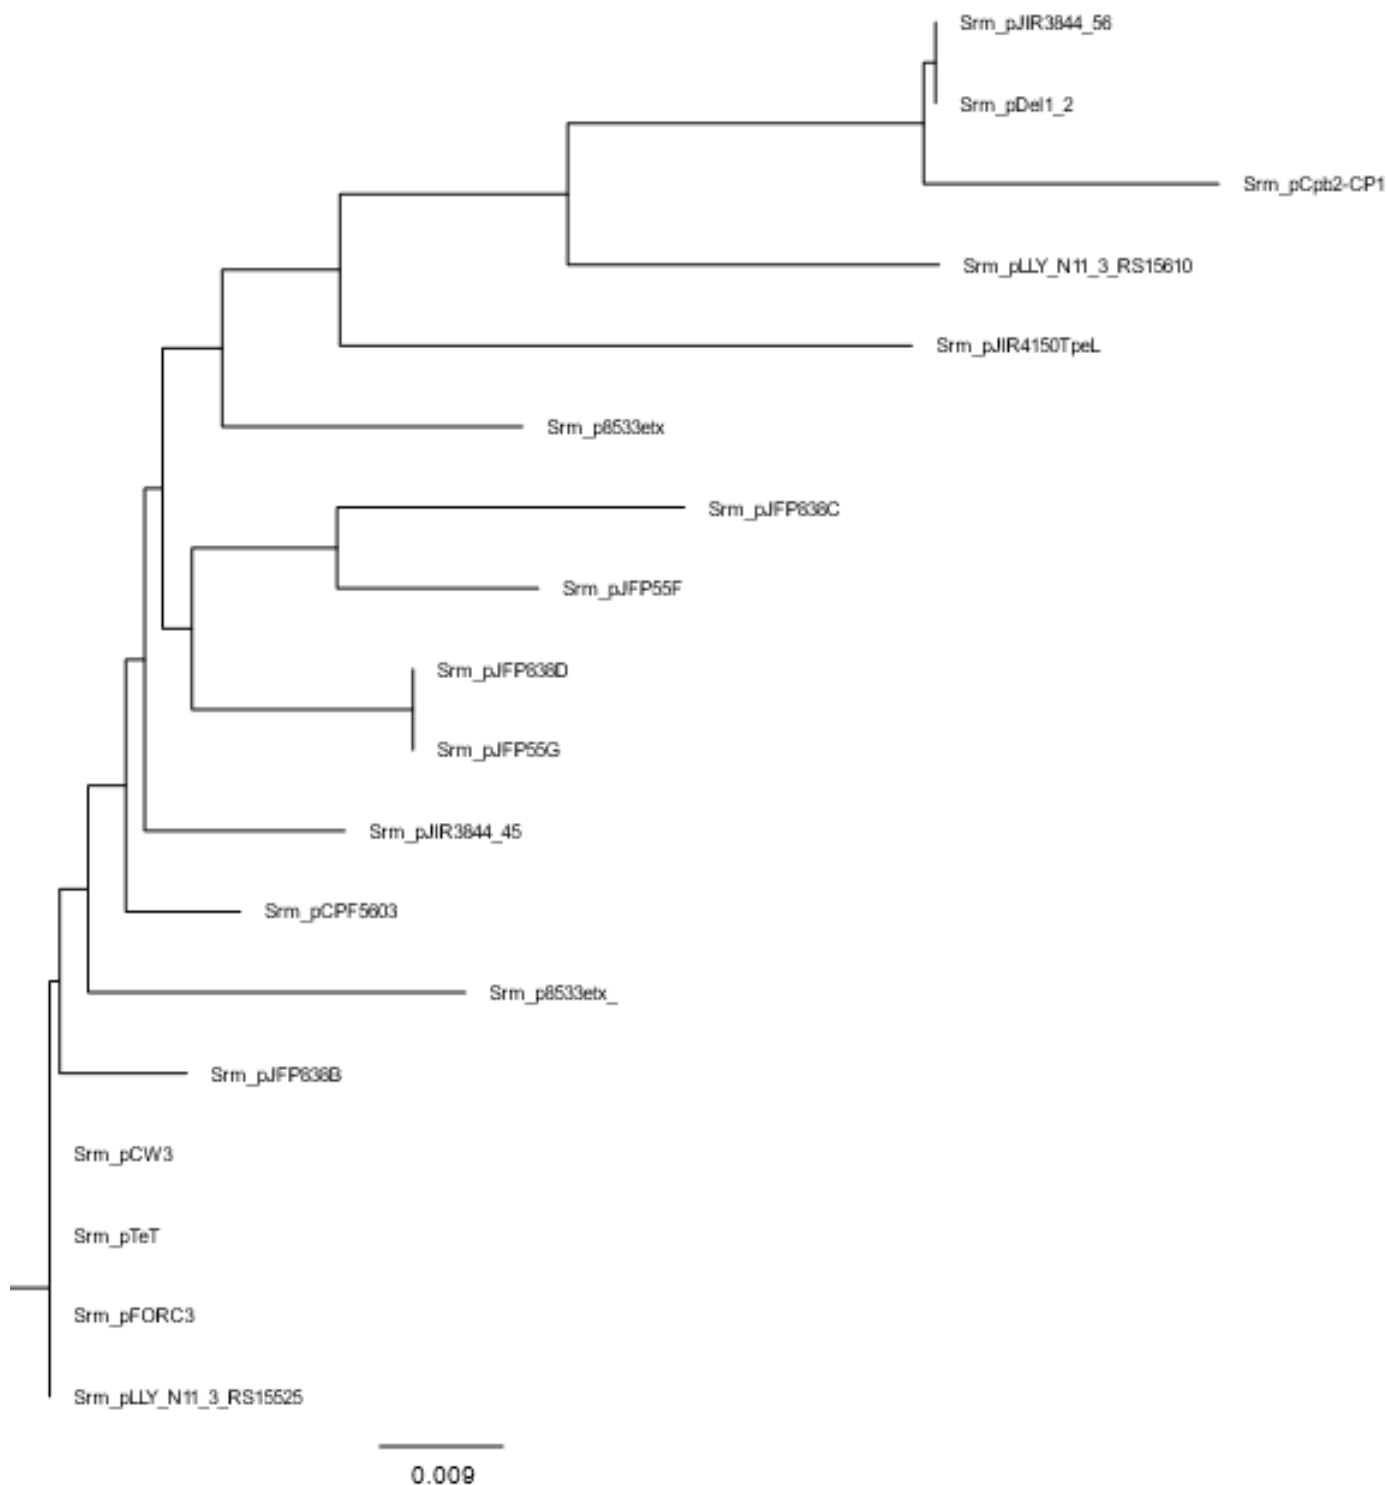 Srm_pJIR3844_56
Srm_pDel1_2
Srm_pCpb2-CP1
Srm_pLLY_N11_3_RS15610
Srm_pJIR4150TpeL
Srm_p8533etx
Srm_pJFP838C
Srm_pJFP55F
Srm_pJFP838D
Srm_pJFP55G
Srm_pJIR3844_45
Srm_pCPF5603
Srm_p8533etx_
Srm_pJFP838B
Srm_pCW3
Srm_pTeT
Srm_pFORC3
Srm_pLLY_N11_3_RS15525
0.009